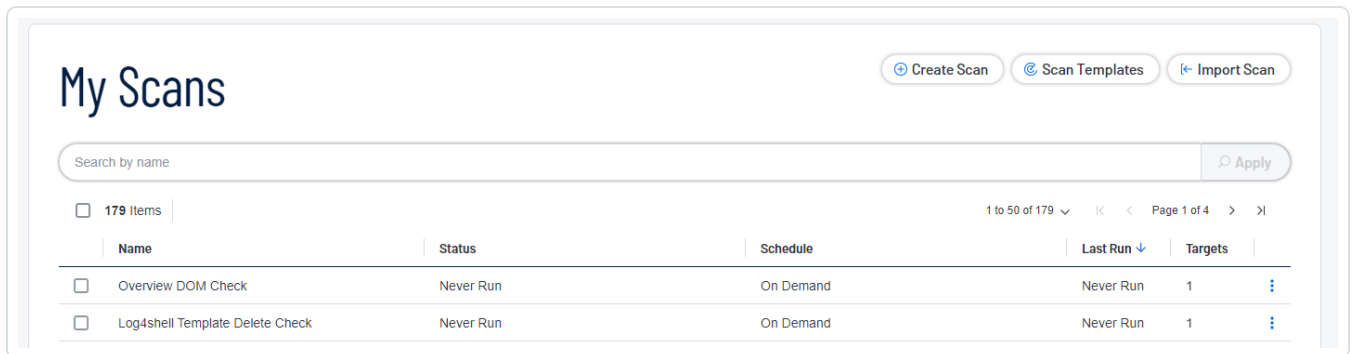 My Scans
Create Scan Scan Templates Import Scan
Search by name Apply
179 Items 1 to 50 of 179 Page 1 of 4
Name Status Schedule Last Run Targets
Overview DOM Check Never Run On Demand Never Run 1
Log4shell Template Delete Check Never Run On Demand Never Run 1